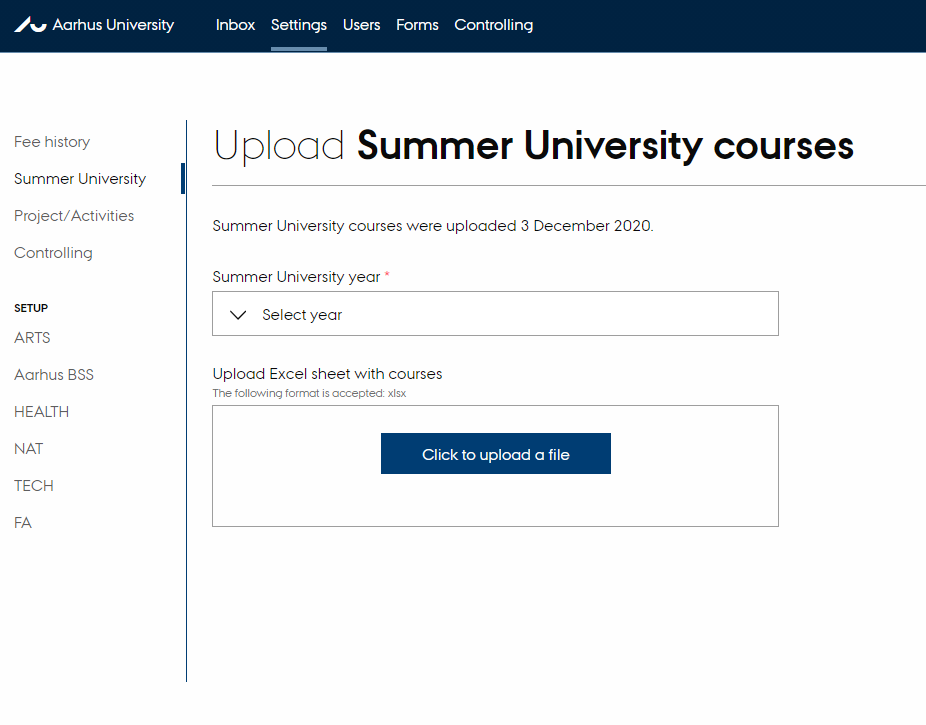 Aarhus University
Inbox Settings Users Forms Controlling
Fee history
Summer University
Project/Activities
Controlling
SETUP
ARTS
Aarhus BSS
HEALTH
NAT
TECH
FA
Upload Summer University courses
Summer University courses were uploaded 3 December 2020.
Summer University year *
Select year
Upload Excel sheet with courses
The following format is accepted: xlsx
Click to upload a file